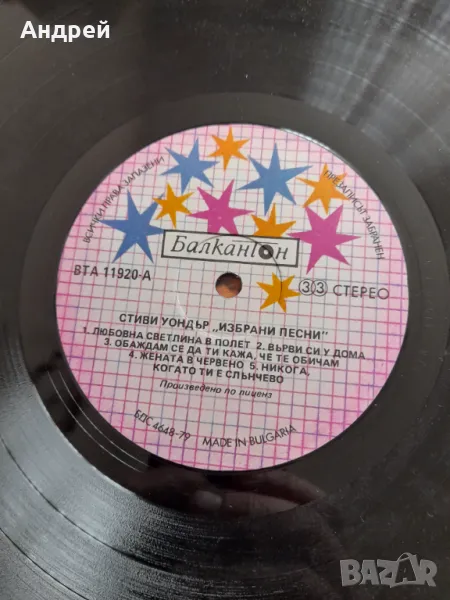 Андрей
ВСИЧКИ ПРАВА ЗАПАЗЕНИ
ПРЕЗАПИСЪТ ЗАБРАНЕН
Балкантон
ВТА 11920-А
33 СТЕРЕО
СТИВИ УОНДЪР „ИЗБРАНИ ПЕСНИ"
1. ЛЮБОВНА СВЕТЛИНА В ПОЛЕТ 2. ВЪРВИ СИ У ДОМА
3. ОБАЖДАМ СЕ ДА ТИ КАЖА, ЧЕ ТЕ ОБИЧАМ
4. ЖЕНАТА В ЧЕРВЕНО 5. НИКОГА,
КОГАТО ТИ Е СЛЪНЧЕВО
Произведено по лиценз
БДС 4648-79 MADE IN BULGARIA
BAZAR